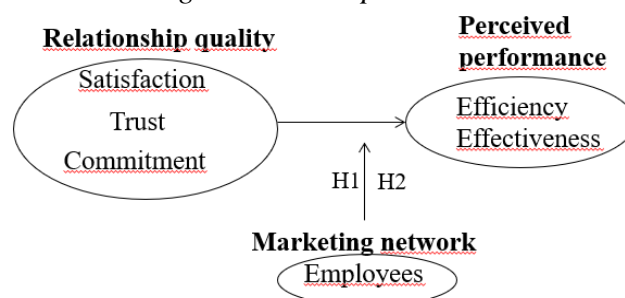 Relationship quality
Satisfaction
Trust
Commitment
Perceived
performance
Efficiency
Effectiveness
H1 H2
Marketing network
Employees